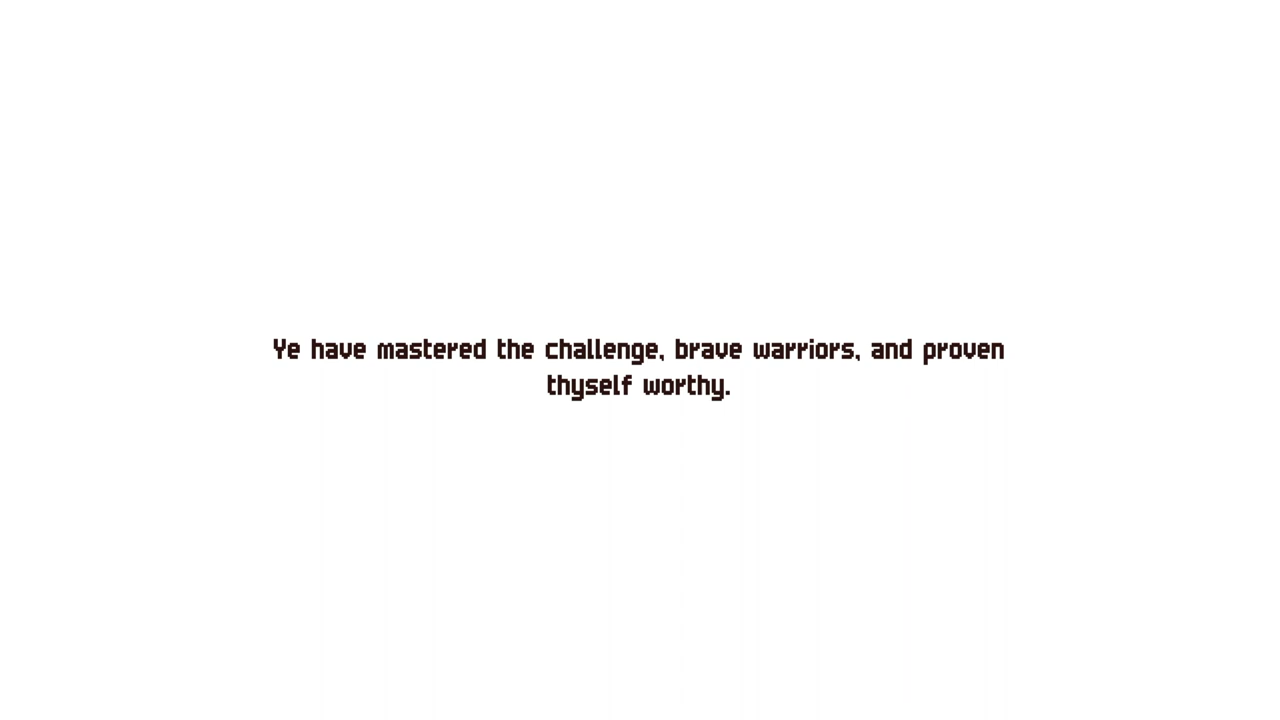 Ye have mastered the challenge, brave warriors, and proven
thyself worthy.